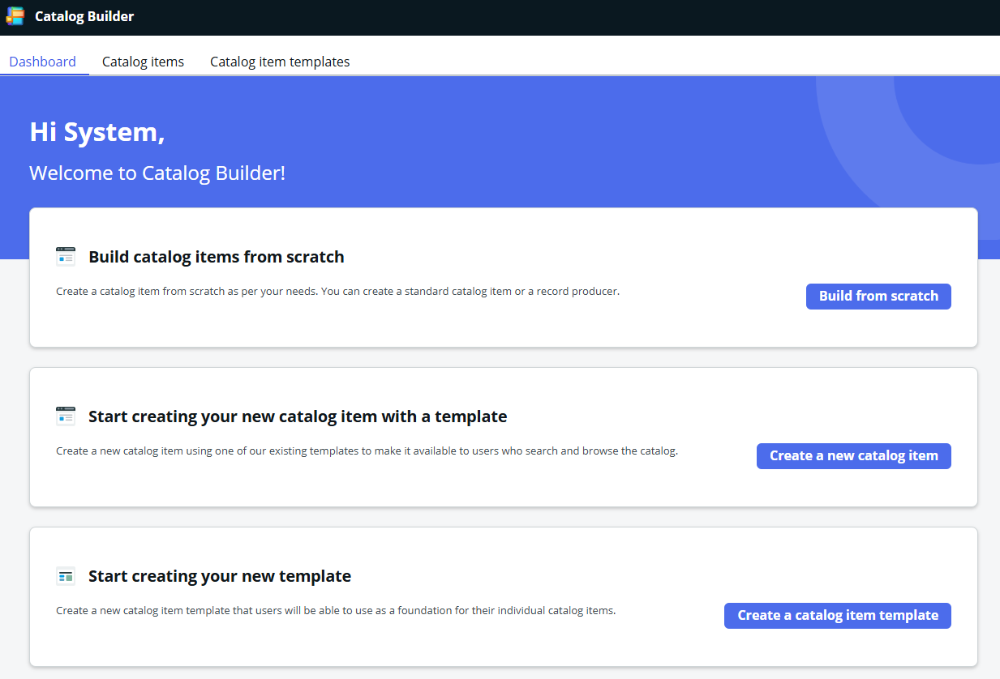 Catalog Builder
Dashboard Catalog items Catalog item templates
Hi System,
Welcome to Catalog Builder!
Build catalog items from scratch
Create a catalog item from scratch as per your needs. You can create a standard catalog item or a record producer.
Build from scratch
Start creating your new catalog item with a template
Create a new catalog item using one of our existing templates to make it available to users who search and browse the catalog.
Create a new catalog item
Start creating your new template
Create a new catalog item template that users will be able to use as a foundation for their individual catalog items.
Create a catalog item template